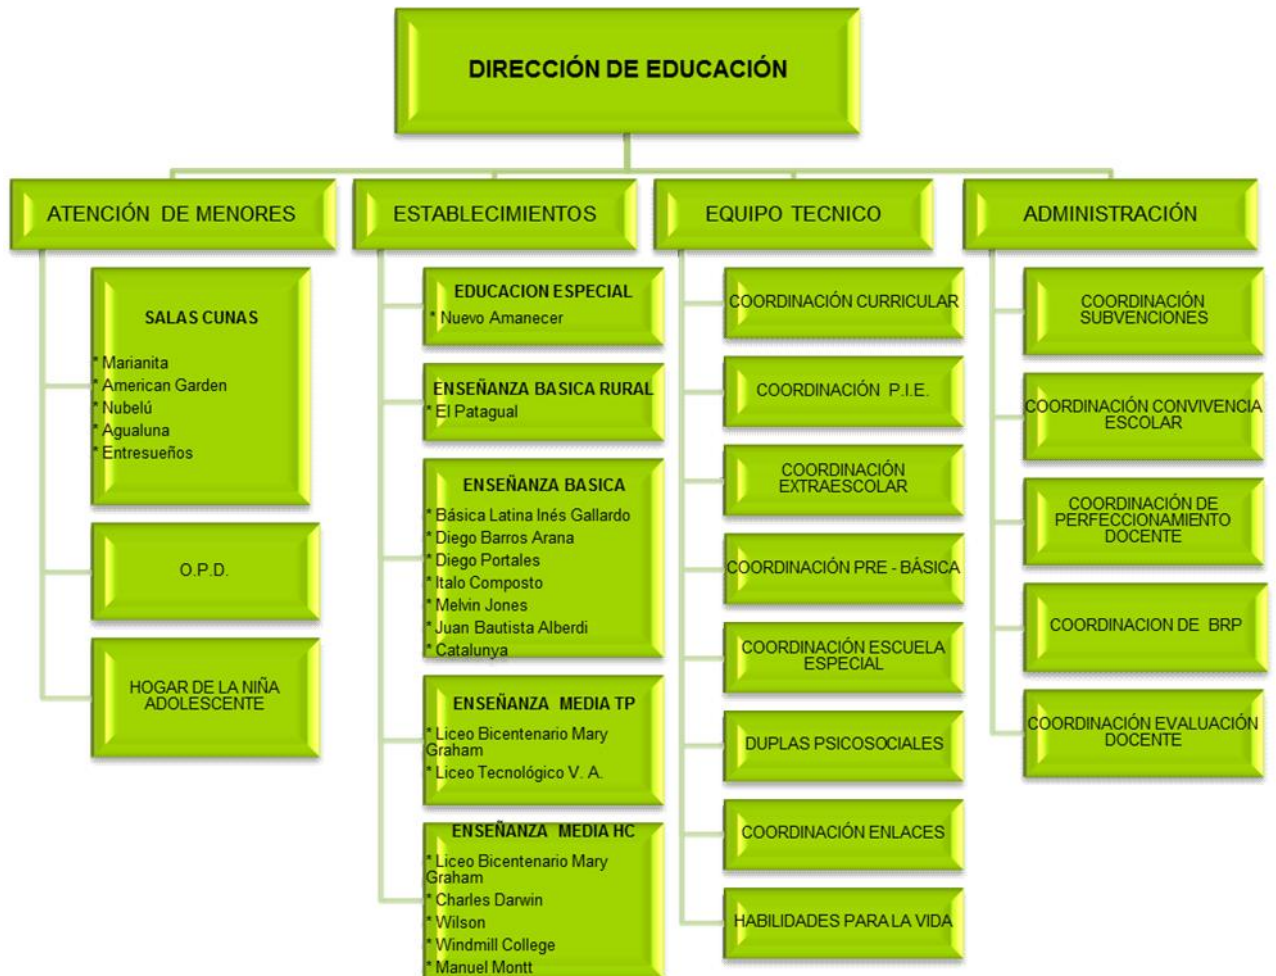 DIRECCIÓN DE EDUCACIÓN
ATENCIÓN DE MENORES
SALAS CUNAS
* Marianita
* American Garden
* Nubelú
* Agualuna
* Entresueños
O.P.D.
HOGAR DE LA NIÑA
ADOLESCENTE
ESTABLECIMIENTOS
EDUCACION ESPECIAL
* Nuevo Amanecer
ENSEÑANZA BASICA RURAL
* El Patagual
ENSEÑANZA BASICA
* Básica Latina Inés Gallardo
* Diego Barros Arana
* Diego Portales
* Italo Composto
* Melvin Jones
* Juan Bautista Alberdi
* Catalunya
ENSEÑANZA MEDIA TP
* Liceo Bicentenario Mary
Graham
* Liceo Tecnológico V. A.
ENSEÑANZA MEDIA HC
* Liceo Bicentenario Mary
Graham
* Charles Darwin
* Wilson
* Windmill College
* Manuel Montt
EQUIPO TECNICO
COORDINACIÓN CURRICULAR
COORDINACIÓN P.I.E.
COORDINACIÓN
EXTRAESCOLAR
COORDINACIÓN PRE - BÁSICA
COORDINACIÓN ESCUELA
ESPECIAL
DUPLAS PSICOSOCIALES
COORDINACIÓN ENLACES
HABILIDADES PARA LA VIDA
ADMINISTRACIÓN
COORDINACIÓN
SUBVENCIONES
COORDINACIÓN CONVIVENCIA
ESCOLAR
COORDINACIÓN DE
PERFECCIONAMIENTO
DOCENTE
COORDINACION DE BRP
COORDINACIÓN EVALUACIÓN
DOCENTE